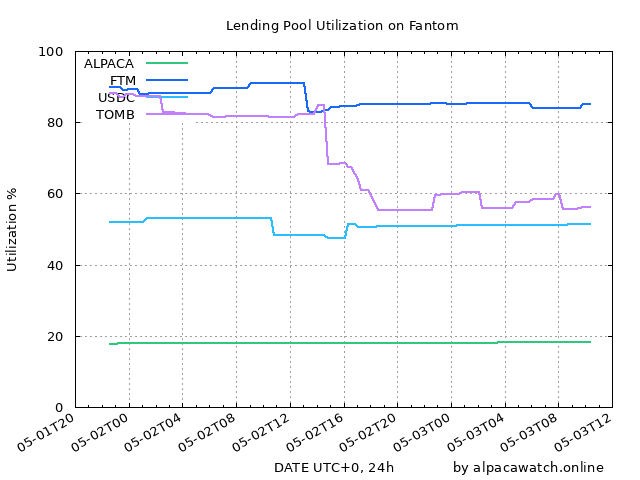 Lending Pool Utilization on Fantom
100
80
60
40
20
0
Utilization %
ALPACA
FTM
USDC
TOMB
05-01T20
05-02T00
05-02T04
05-02T08
05-02T12
05-02T16
05-02T20
05-03T00
05-03T04
05-03T08
05-03T12
DATE UTC+0, 24h
by alpacawatch.online